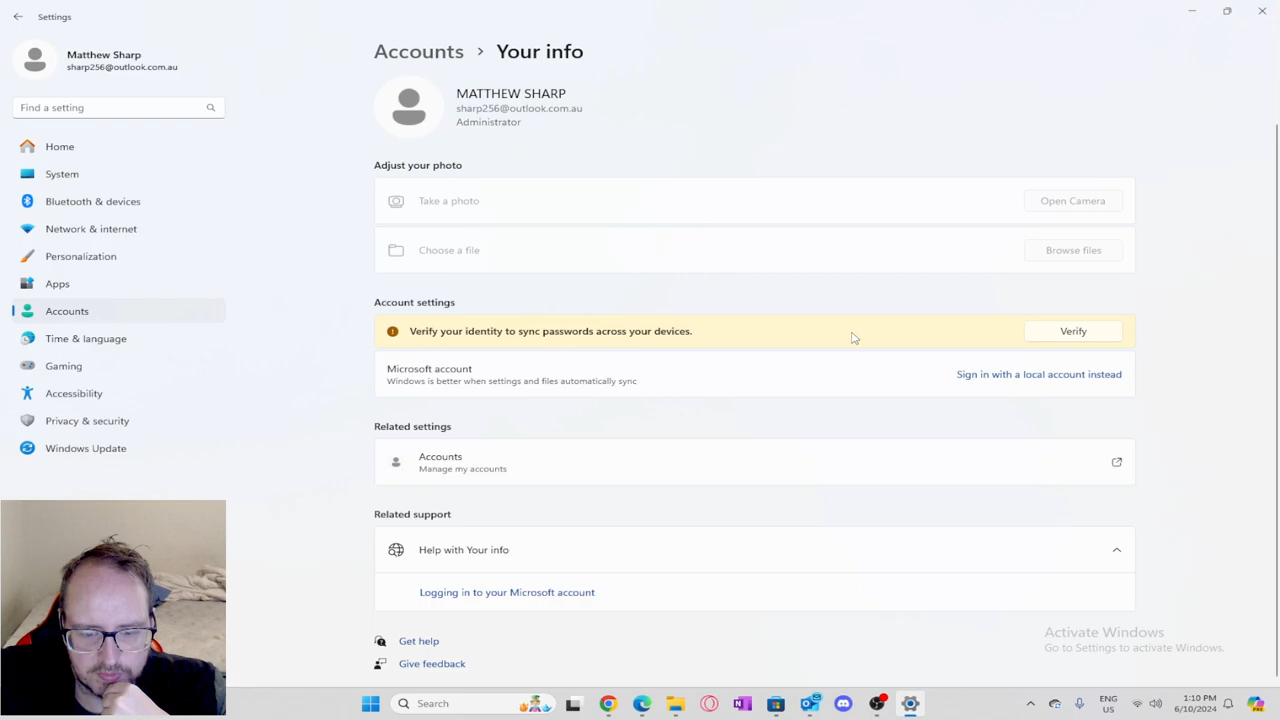 Settings
Matthew Sharp
sharp256@outlook.com.au
Find a setting
Home
System
Bluetooth & devices
Network & internet
Personalization
Apps
Accounts
Time & language
Gaming
Accessibility
Privacy & security
Windows Update
Accounts > Your info
MATTHEW SHARP
sharp256@outlook.com.au
Administrator
Adjust your photo
Take a photo
Open Camera
Choose a file
Browse files
Account settings
Verify your identity to sync passwords across your devices.
Verify
Microsoft account
Windows is better when settings and files automatically sync
Sign in with a local account instead
Related settings
Accounts
Manage my accounts
Related support
Help with Your info
Logging in to your Microsoft account
Get help
Give feedback
Activate Windows
Go to Settings to activate Windows.
Search
ENG
US
1:10 PM
6/10/2024